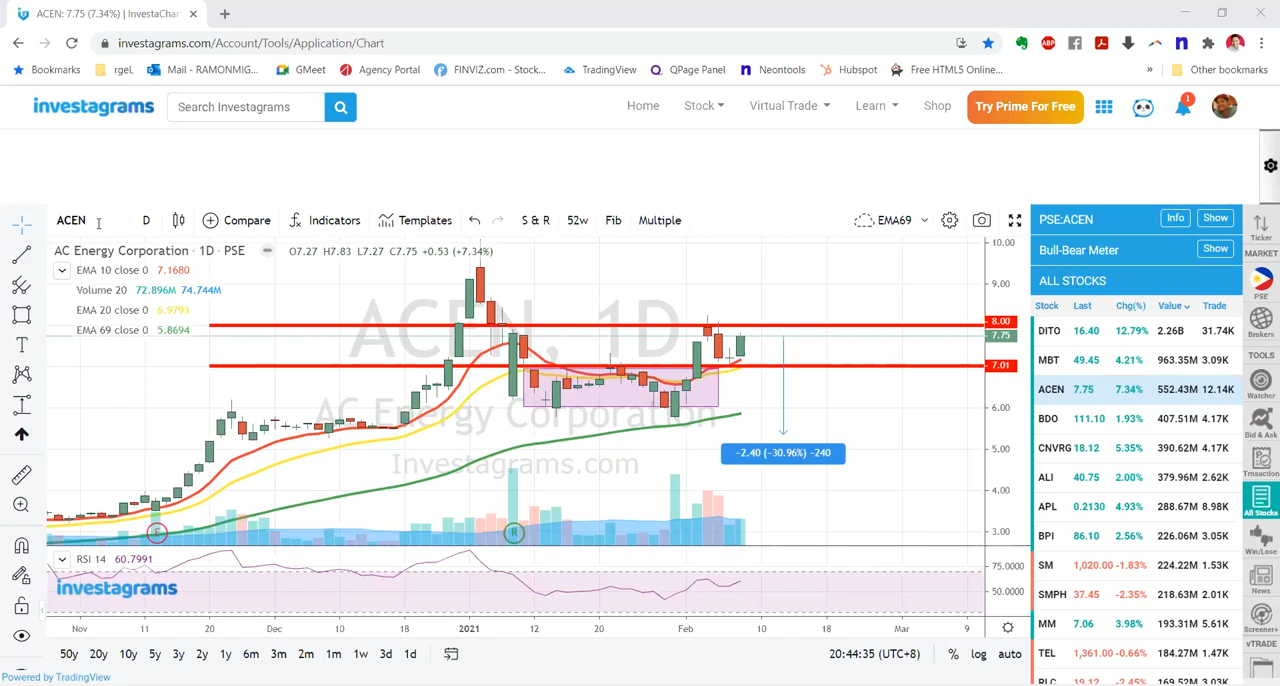 ACEN: 7.75 (7.34%) | InvestaChar
investagrams.com/Account/Tools/Application/Chart
Bookmarks rgeL Mail - RAMONMIG... GMeet Agency Portal FINVIZ.com - Stock... TradingView QPage Panel Neontools Hubspot Free HTML5 Online... » Other bookmarks
investagrams Search Investagrams Home Stock Virtual Trade Learn Shop Try Prime For Free 1
ACEN D Compare Indicators Templates S & R 52w Fib Multiple EMA69
AC Energy Corporation · 1D · PSE O7.27 H7.83 L7.27 C7.75 +0.53 (+7.34%)
EMA 10 close 0 7.1680
Volume 20 72.896M 74.744M
EMA 20 close 0 6.9793
EMA 69 close 0 5.8694
ACEN, 1D
AC Energy Corporation
Investagrams.com
−2.40 (−30.96%) −240
E
R
10.00
9.00
8.00
7.75
7.01
6.00
5.00
4.00
3.00
RSI 14 60.7991
investagrams
75.0000
50.0000
Nov 11 20 Dec 10 18 2021 12 20 Feb 10 18 Mar 9
50y 20y 10y 5y 3y 2y 1y 6m 3m 2m 1m 1w 3d 1d 20:44:35 (UTC+8) % log auto
Powered by TradingView
PSE:ACEN Info Show
Bull-Bear Meter Show
ALL STOCKS
Stock Last Chg(%) Value Trade
DITO 16.40 12.79% 2.26B 31.74K
MBT 49.45 4.21% 963.35M 3.09K
ACEN 7.75 7.34% 552.43M 12.14K
BDO 111.10 1.93% 407.51M 4.17K
CNVRG 18.12 5.35% 390.62M 4.17K
ALI 40.75 2.00% 379.96M 2.62K
APL 0.2130 4.93% 288.67M 8.98K
BPI 86.10 2.56% 226.06M 3.05K
SM 1,020.00 -1.83% 224.22M 1.53K
SMPH 37.45 -2.35% 218.63M 2.01K
MM 7.06 3.98% 193.31M 5.61K
TEL 1,361.00 -0.66% 184.27M 1.47K
RLC 19.12 -2.45% 169.52M 3.03K
Ticker
MARKET
PSE
Brokers
TOOLS
Watcher
Bid & Ask
Trnsaction
All Stocks
Win/Lose
News
Screener+
vTRADE